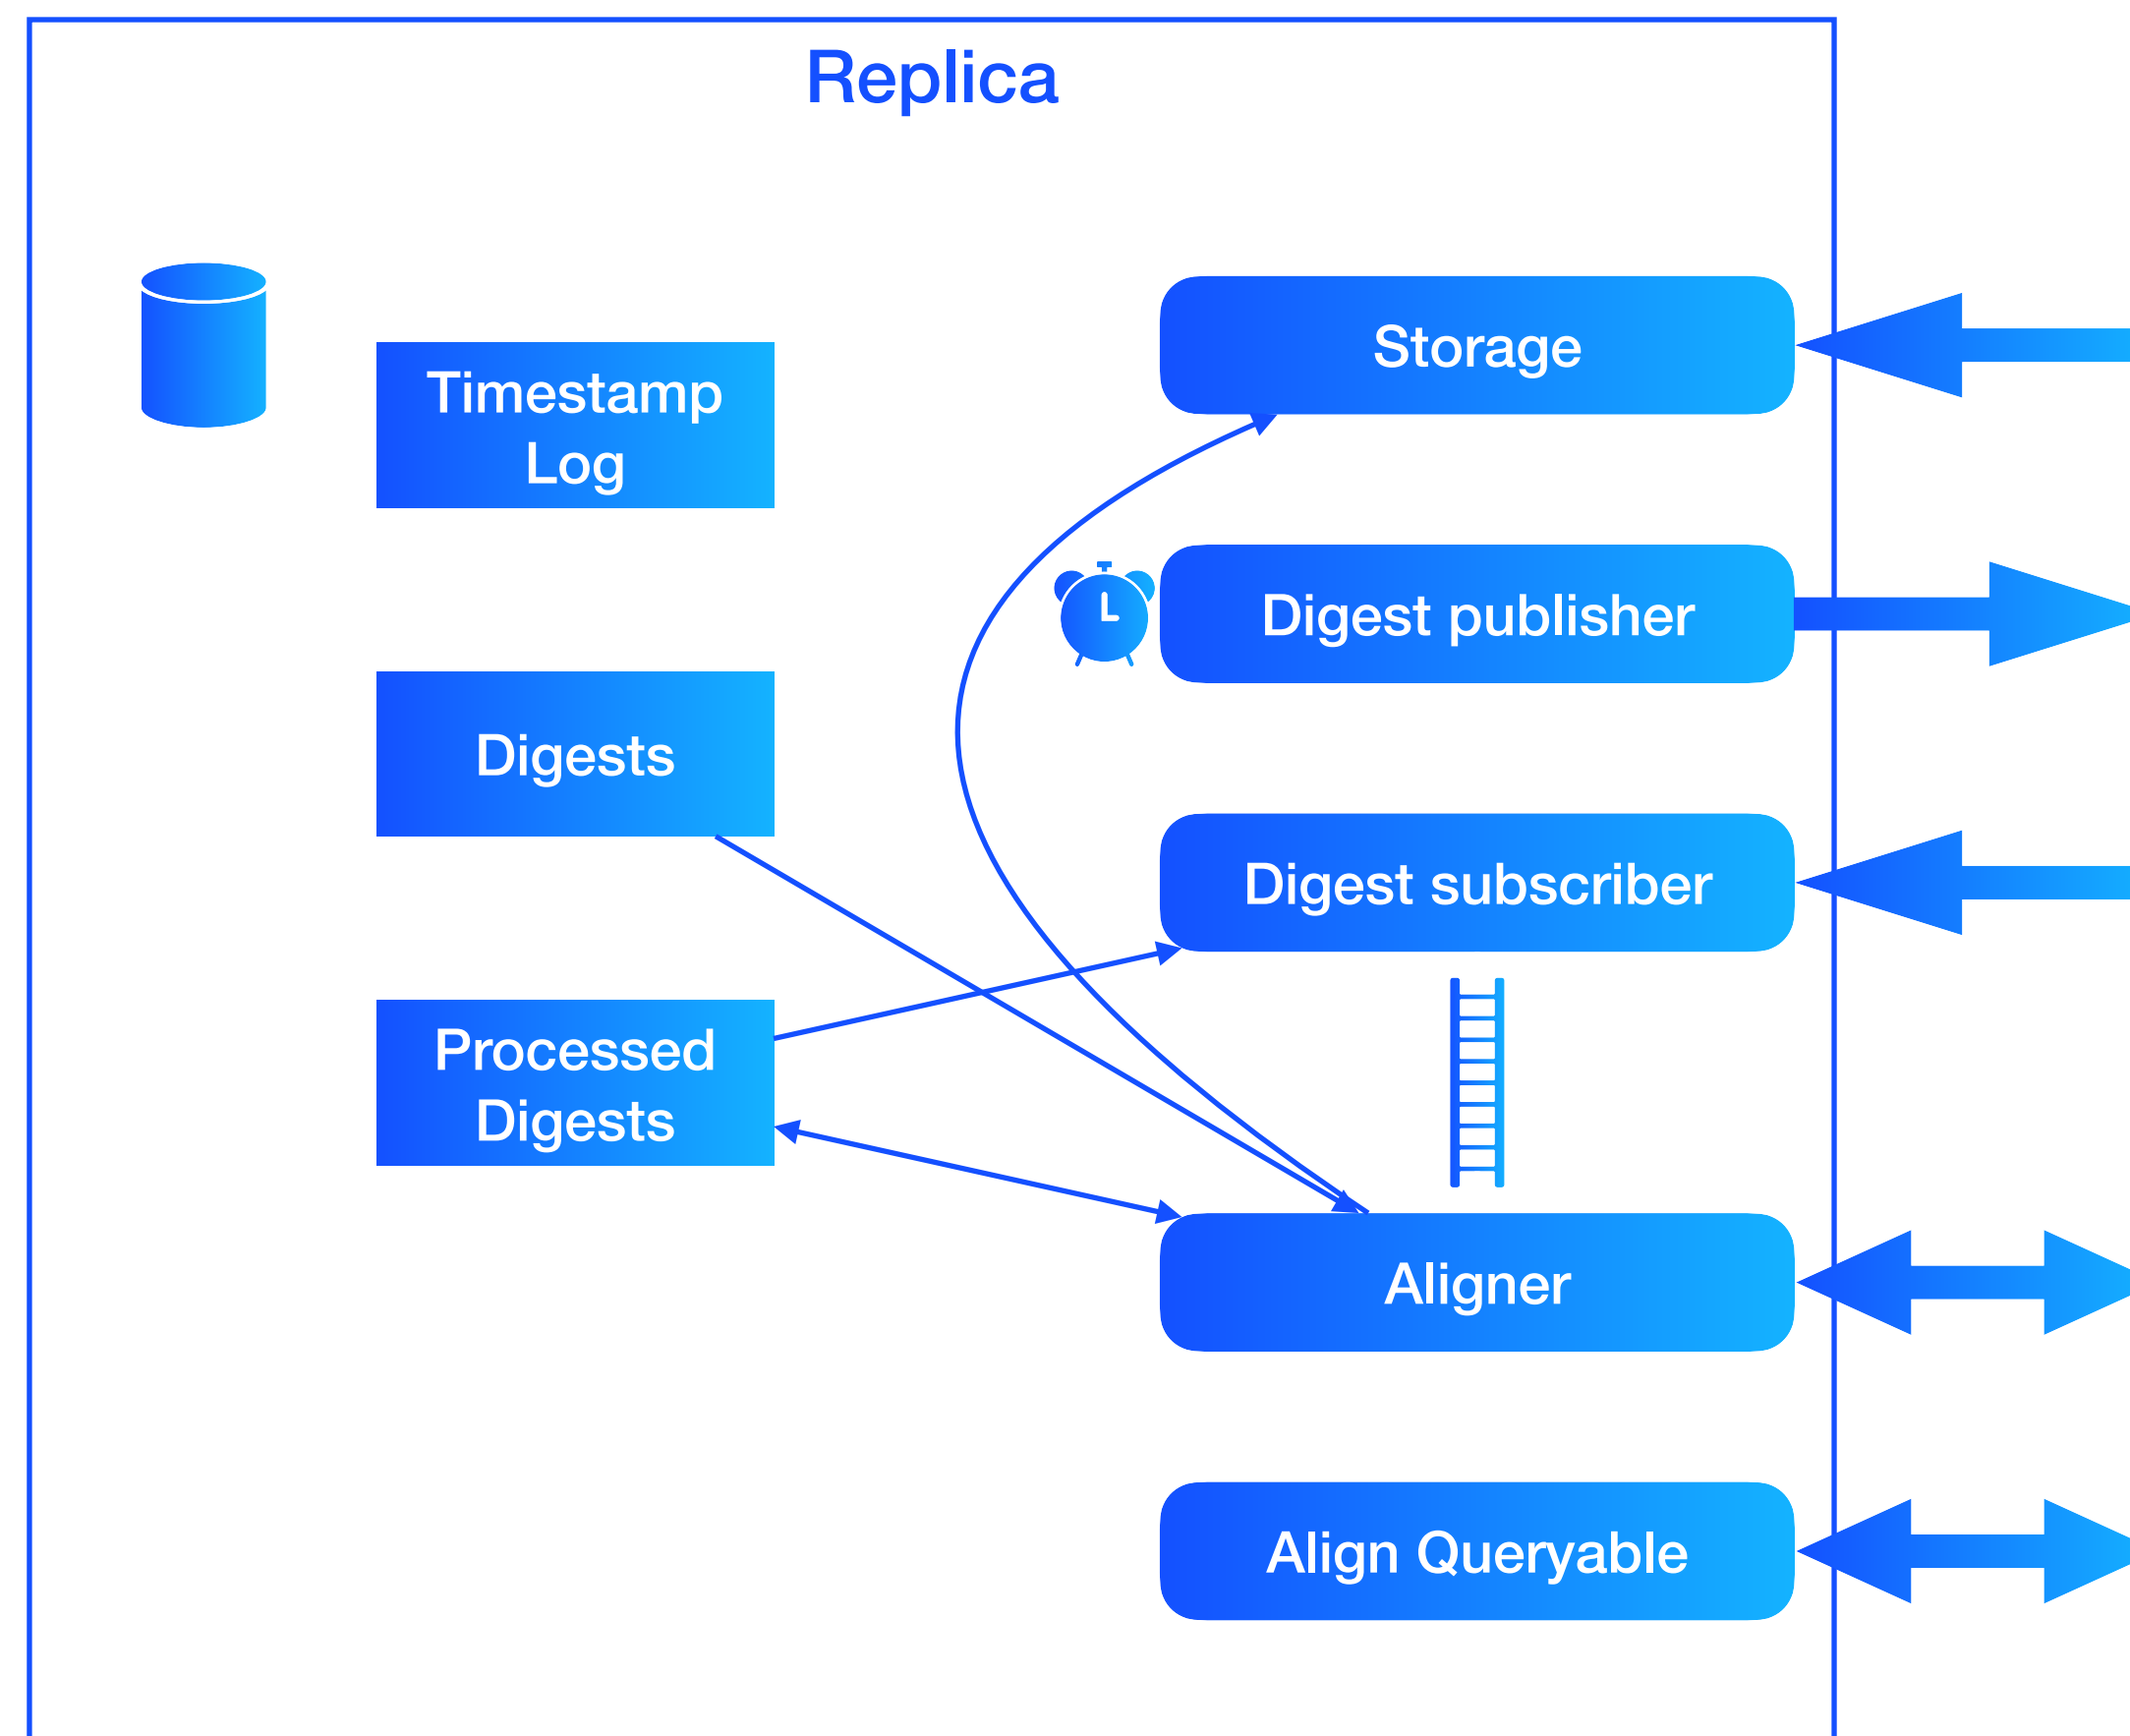 Replica
Timestamp
Log
Digests
Processed
Digests
Storage
Digest publisher
Digest subscriber
Aligner
Align Queryable